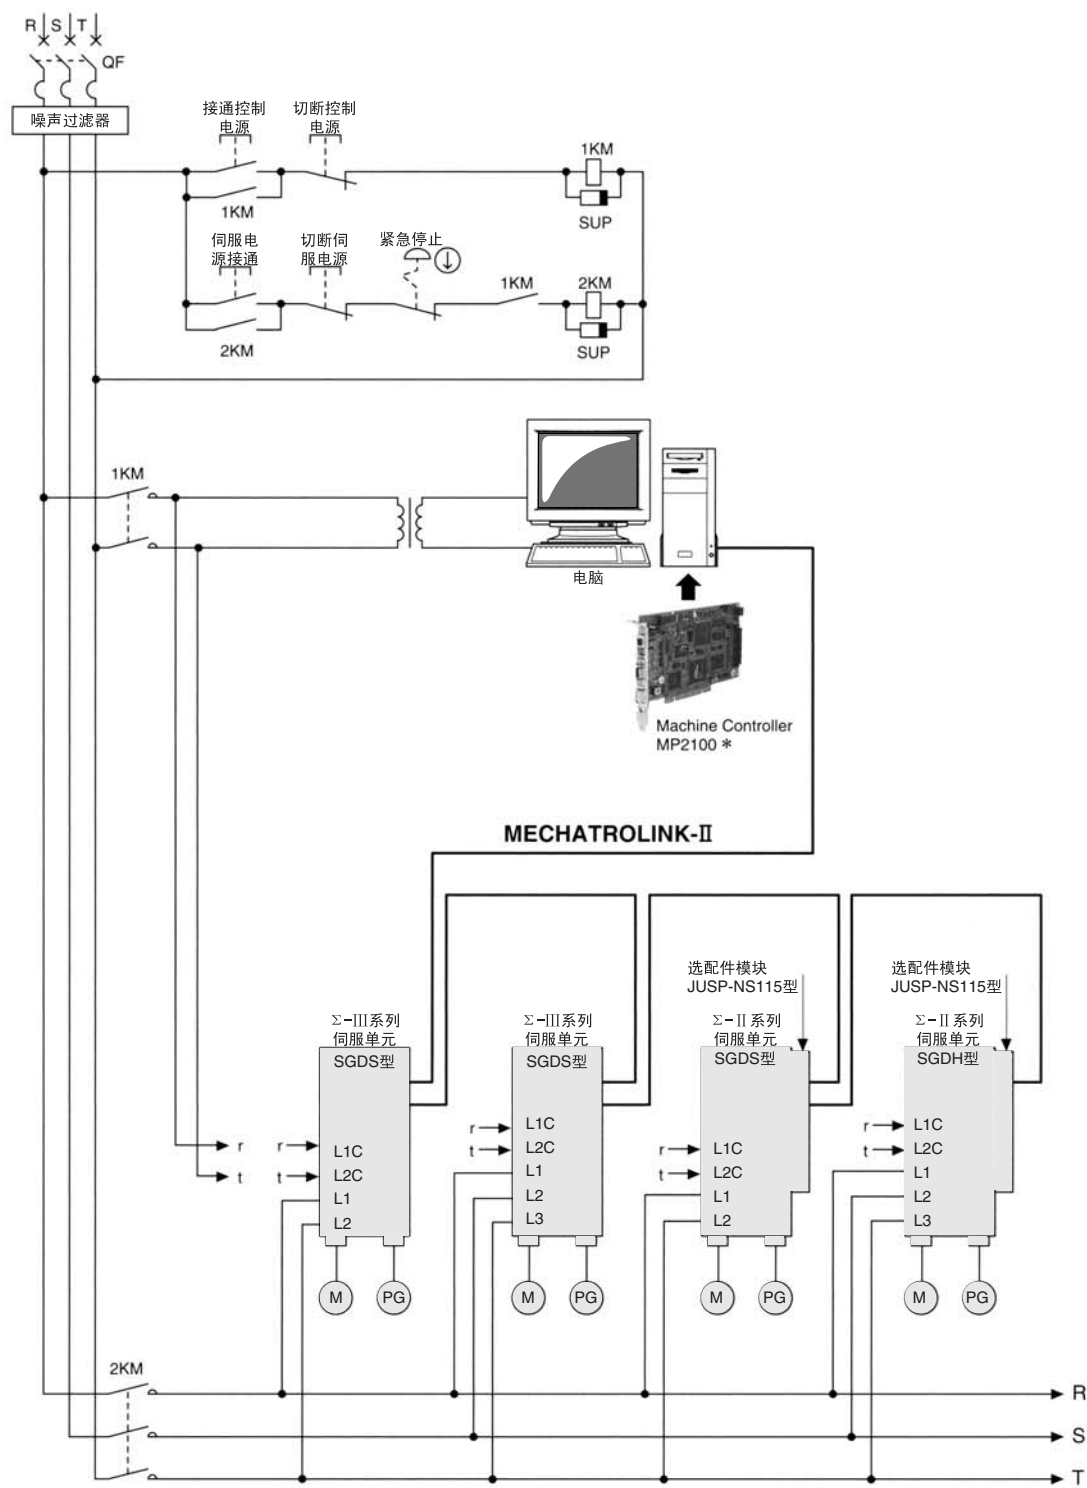 R S T
QF
噪声过滤器
接通控制
电源
切断控制
电源
1KM
1KM
SUP
伺服电
源接通
切断伺
服电源
紧急停止
1KM
2KM
2KM
SUP
1KM
电脑
Machine Controller
MP2100 *
MECHATROLINK-Ⅱ
Σ-Ⅲ系列
伺服单元
SGDS型
r
t
r
t
L1C
L2C
L1
L2
M
PG
Σ-Ⅲ系列
伺服单元
SGDS型
r
t
L1C
L2C
L1
L2
L3
M
PG
选配件模块
JUSP-NS115型
Σ-Ⅱ系列
伺服单元
SGDS型
r
t
L1C
L2C
L1
L2
M
PG
选配件模块
JUSP-NS115型
Σ-Ⅱ系列
伺服单元
SGDH型
r
t
L1C
L2C
L1
L2
L3
M
PG
2KM
R
S
T